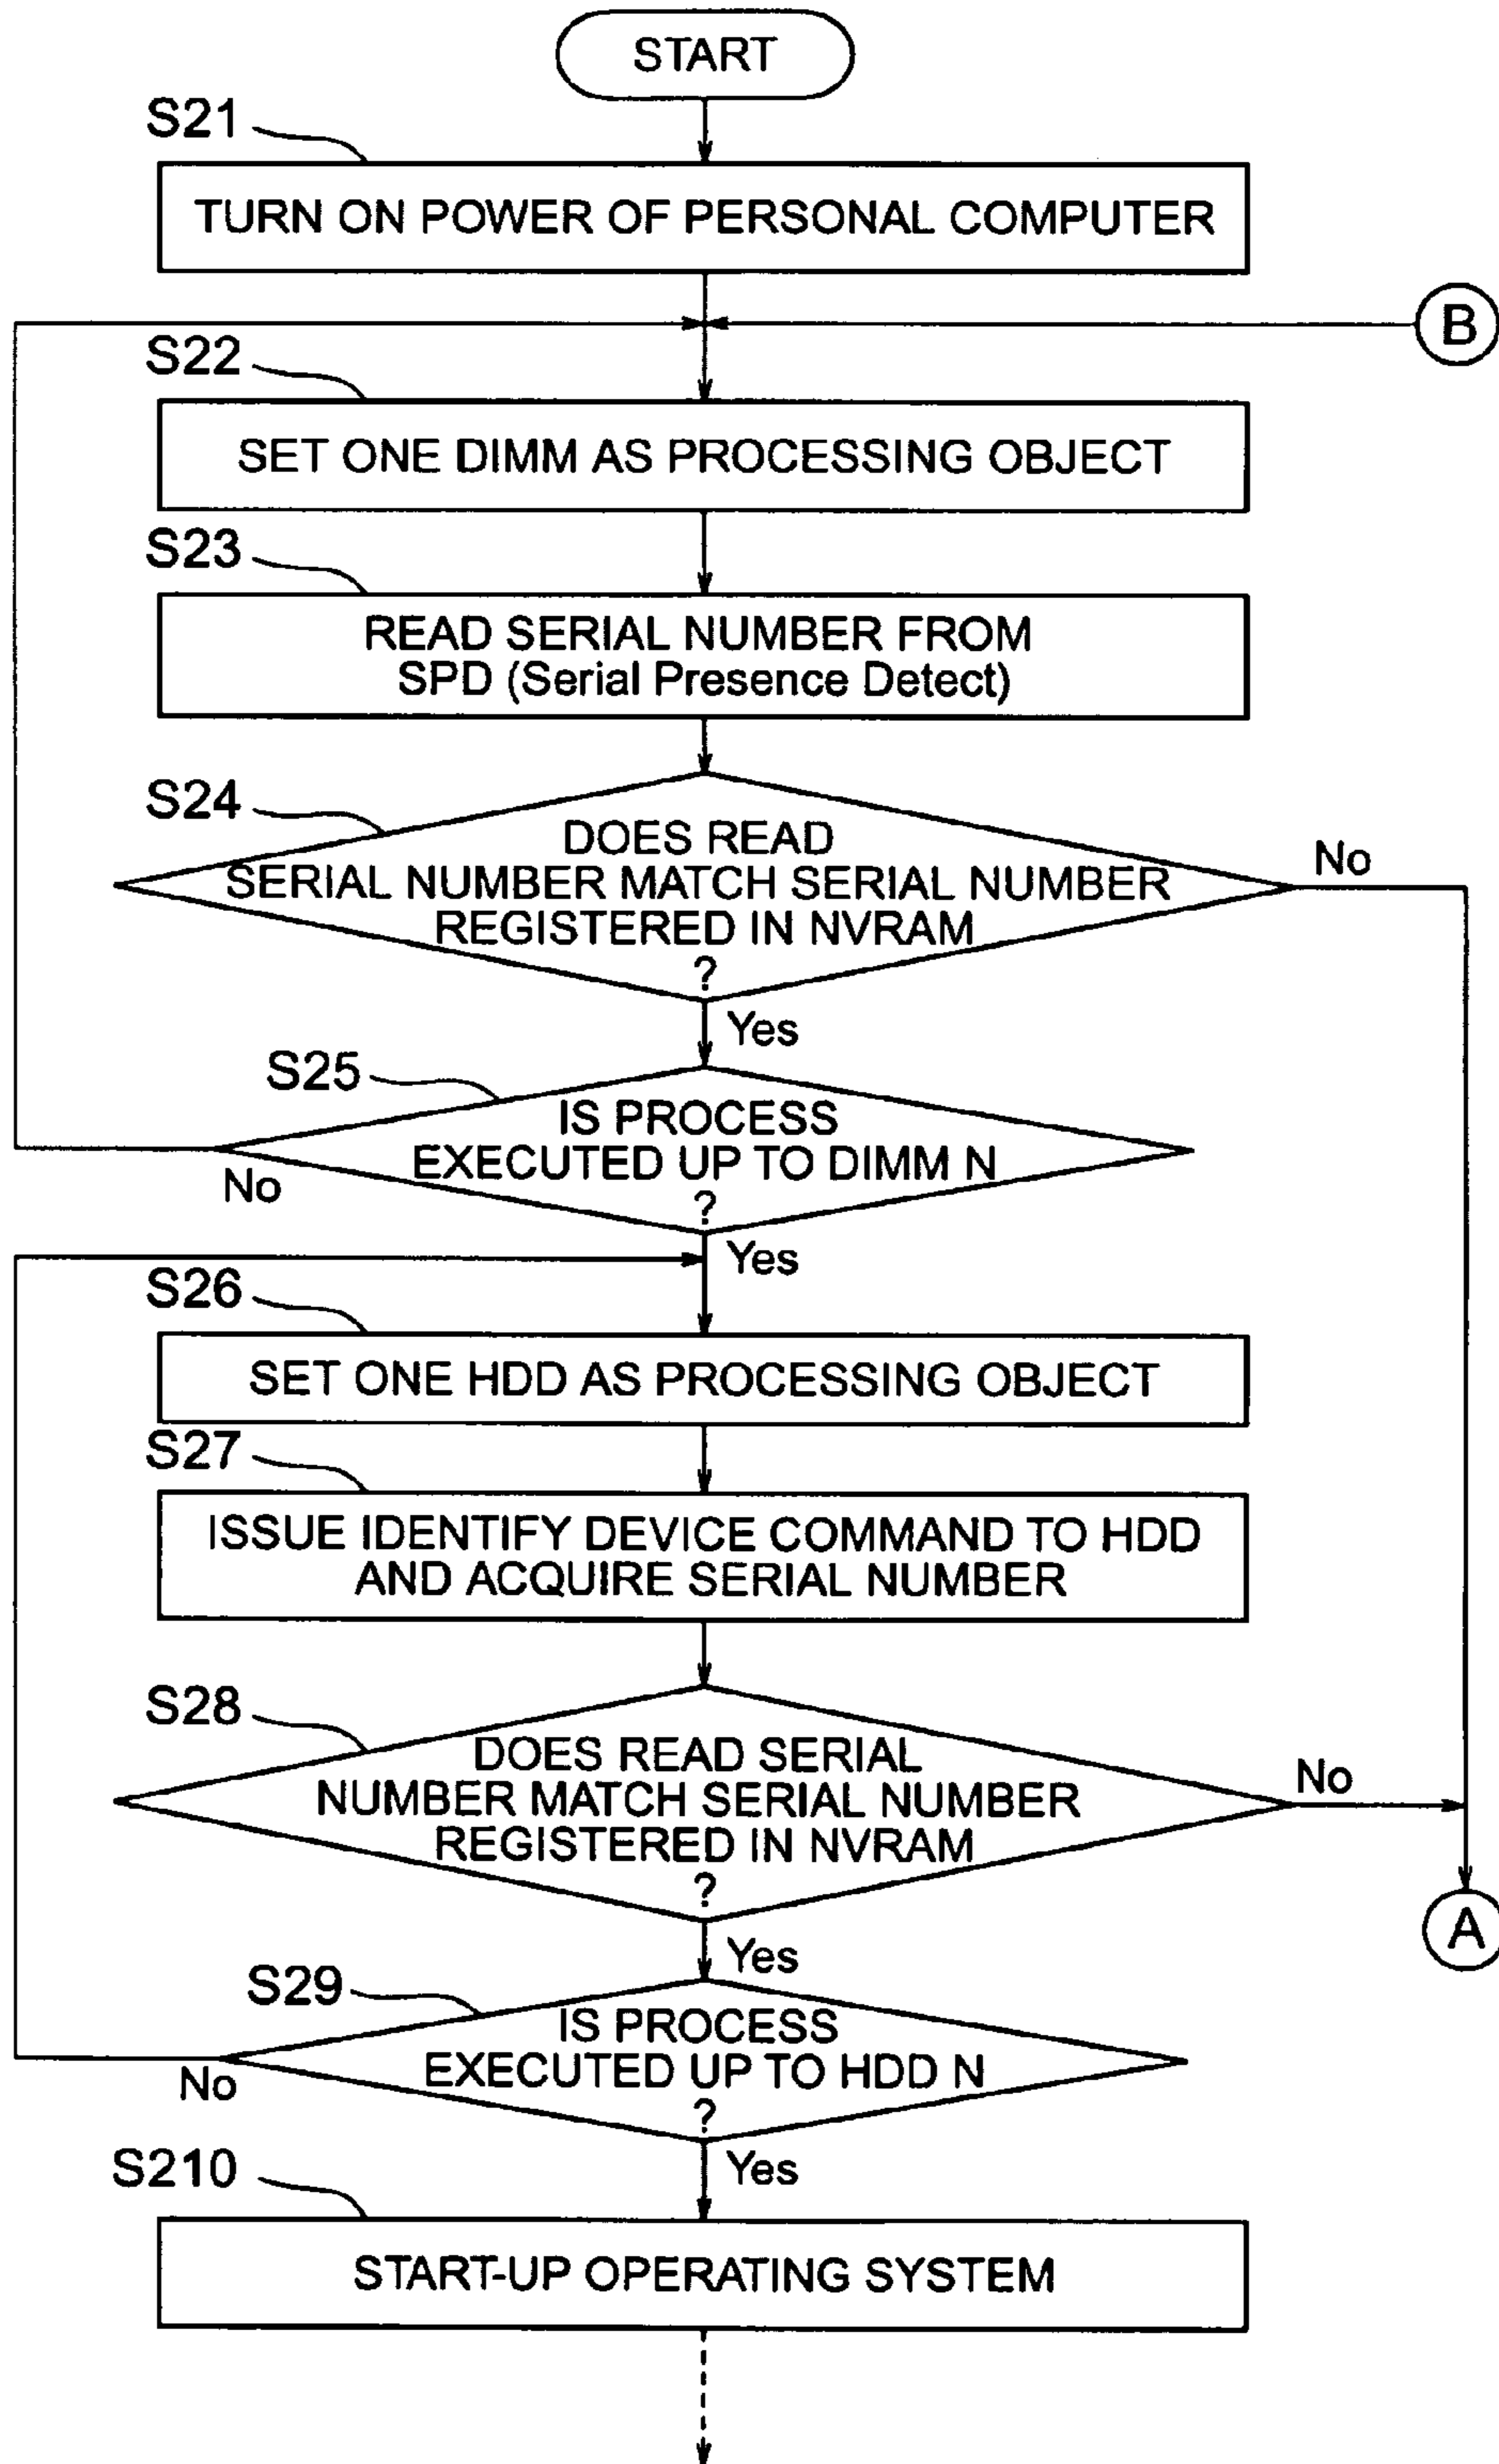 START
S21
TURN ON POWER OF PERSONAL COMPUTER
B
S22
SET ONE DIMM AS PROCESSING OBJECT
S23
READ SERIAL NUMBER FROM
SPD (Serial Presence Detect)
S24
DOES READ
SERIAL NUMBER MATCH SERIAL NUMBER
REGISTERED IN NVRAM
?
No
Yes
S25
IS PROCESS
EXECUTED UP TO DIMM N
?
No
Yes
S26
SET ONE HDD AS PROCESSING OBJECT
S27
ISSUE IDENTIFY DEVICE COMMAND TO HDD
AND ACQUIRE SERIAL NUMBER
S28
DOES READ SERIAL
NUMBER MATCH SERIAL NUMBER
REGISTERED IN NVRAM
?
No
A
Yes
S29
IS PROCESS
EXECUTED UP TO HDD N
?
No
Yes
S210
START-UP OPERATING SYSTEM